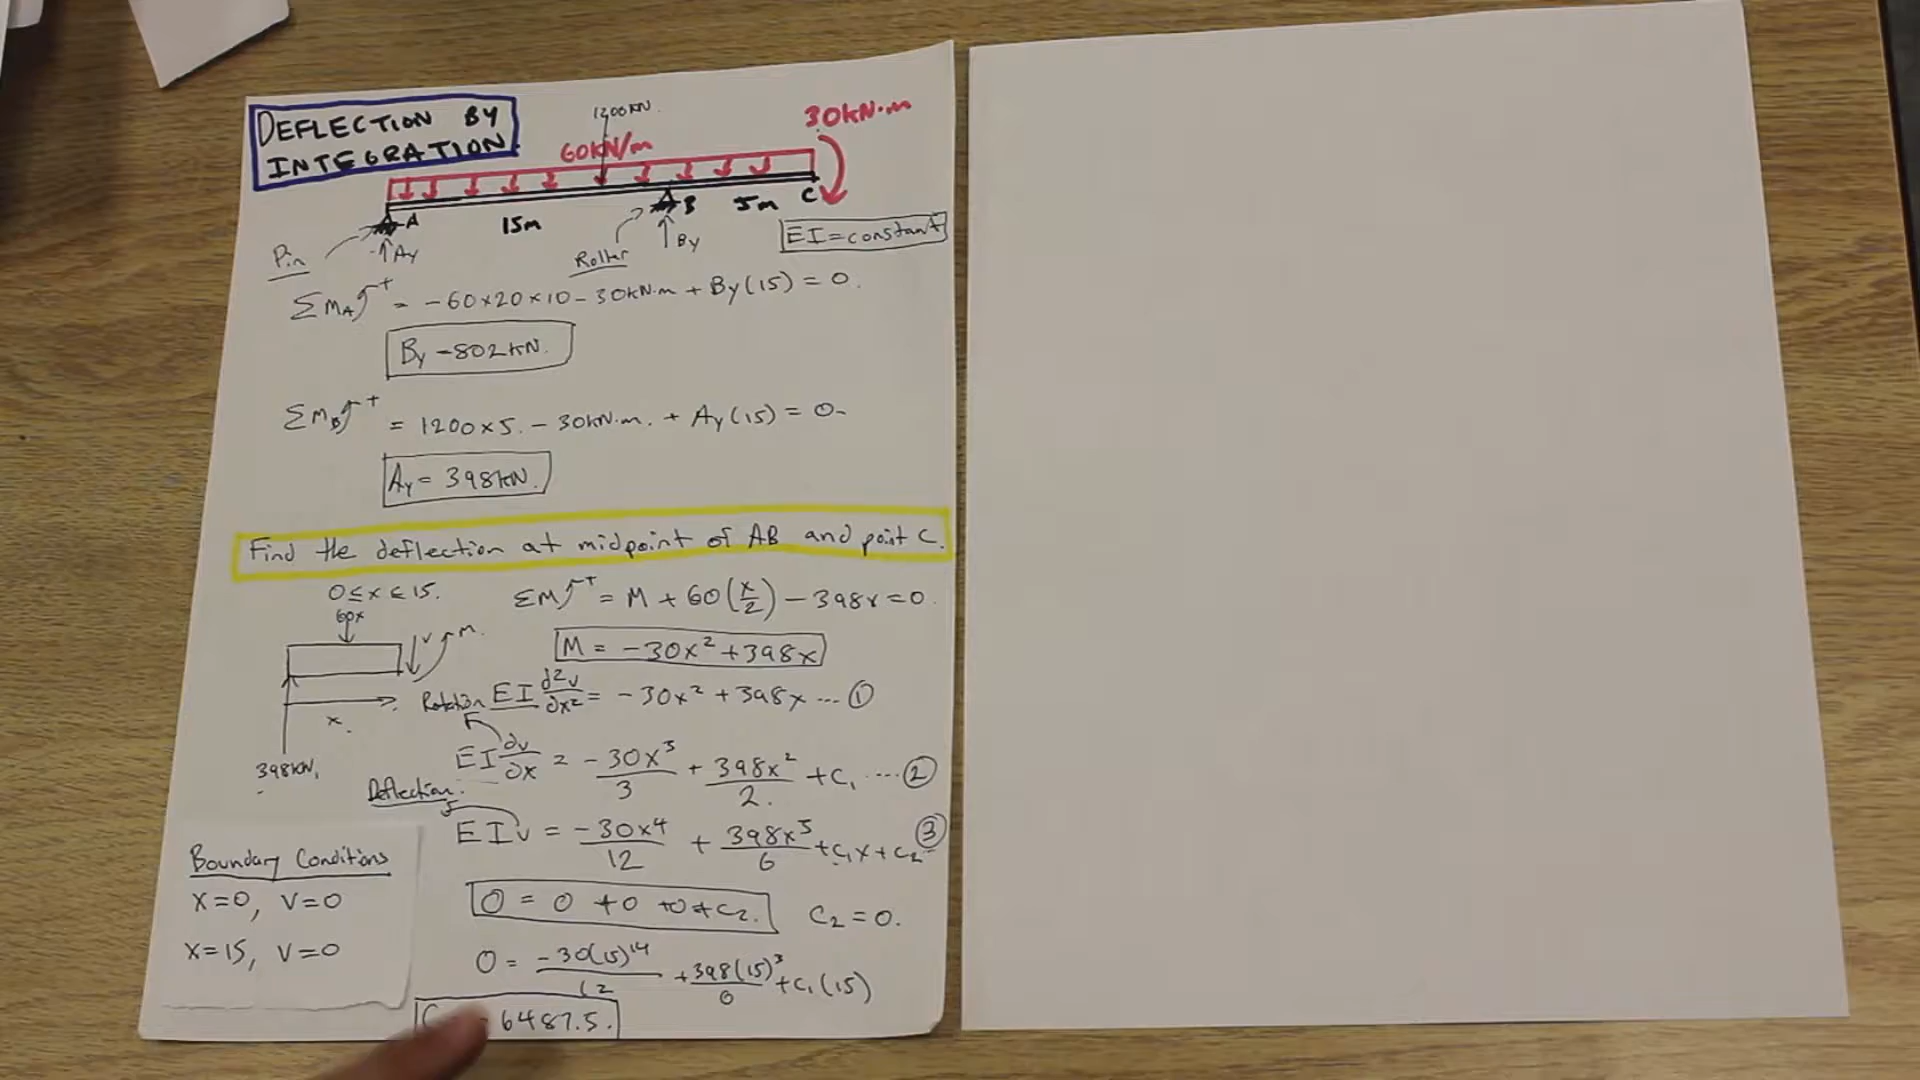 DEFLECTION BY
INTEGRATION.
1200KN.
60KN/m
30KN·m
A
15m
B
5m
C
Pin
Ay
Roller
By
EI=constant
ΣMA + = -60×20×10-30KN·m + By(15) = 0.
By = 802KN.
ΣMB + = 1200×5. - 30KN·m. + Ay(15) = 0-
Ay = 398KN.
Find the deflection at midpoint of AB and point C.
0≤x≤15.
60x
V
M.
x.
398KN,
ΣM + = M + 60(x/2) - 398x = 0.
M = -30x² + 398x
Rotation EI d²v/dx² = -30x² + 398x ... ①
EI dv/dx = -30x³/3 + 398x²/2. + C₁ ... ②
Deflection.
EIv = -30x⁴/12 + 398x³/6 + C₁x + C₂ ③
0 = 0 + 0 + 0 + C₂. C₂ = 0.
0 = -30(15)¹⁴/12 + 398(15)³/6 + C₁(15)
6487.5.
Boundary Conditions
X=0, V=0
X=15, V=0